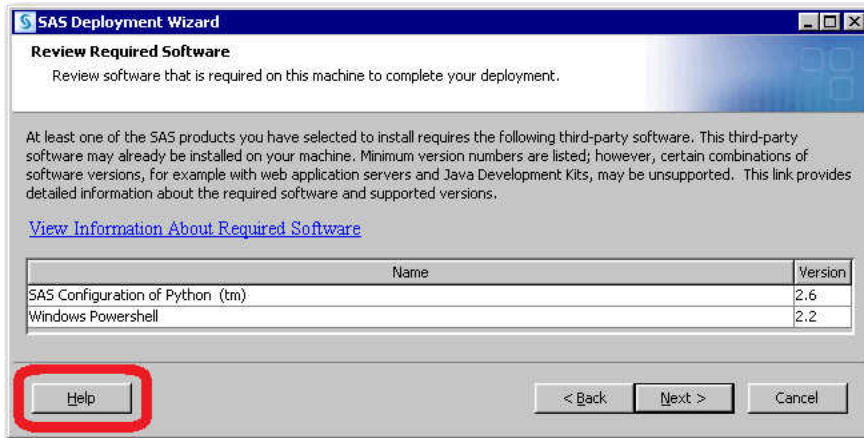 SAS Deployment Wizard
Review Required Software
Review software that is required on this machine to complete your deployment.
At least one of the SAS products you have selected to install requires the following third-party software. This third-party
software may already be installed on your machine. Minimum version numbers are listed; however, certain combinations of
software versions, for example with web application servers and Java Development Kits, may be unsupported. This link provides
detailed information about the required software and supported versions.
View Information About Required Software
Name Version
SAS Configuration of Python (tm) 2.6
Windows Powershell 2.2
Help < Back Next > Cancel